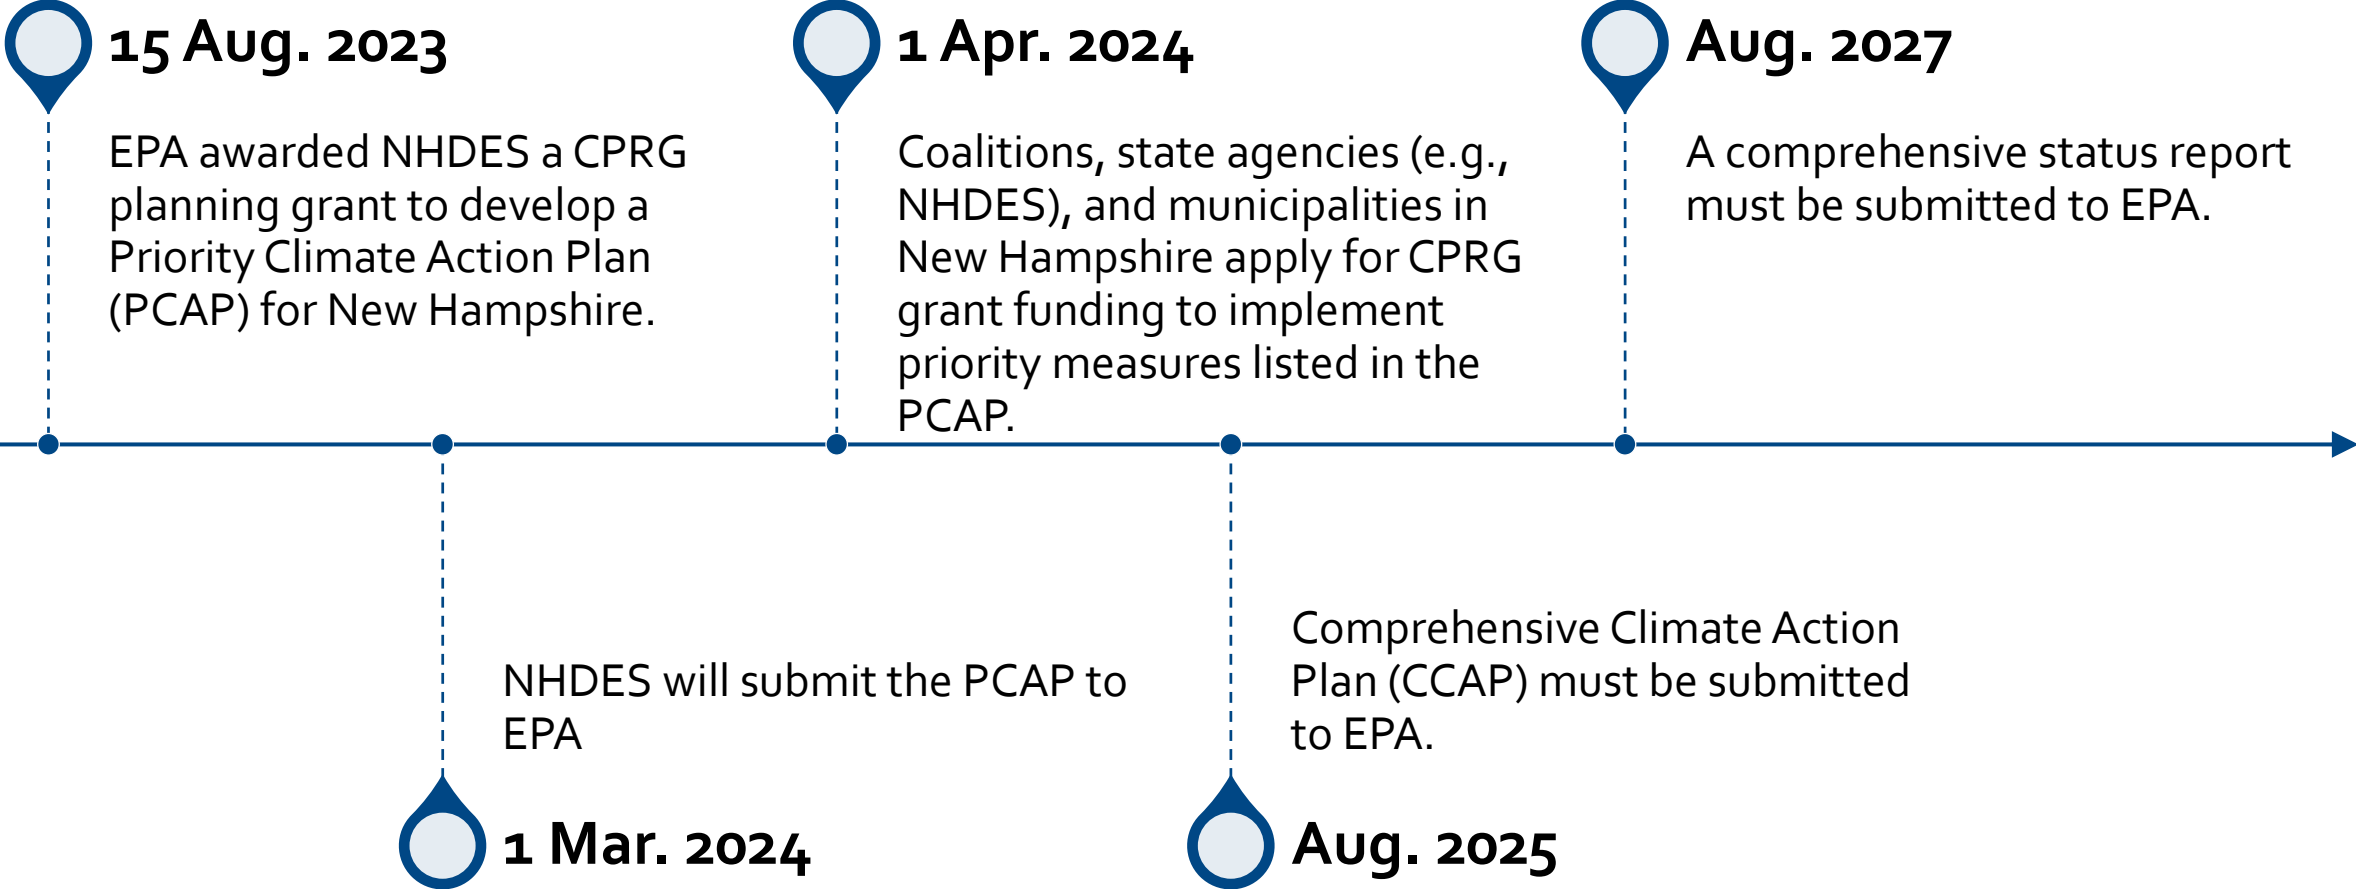 15 Aug. 2023
EPA awarded NHDES a CPRG
planning grant to develop a
Priority Climate Action Plan
(PCAP) for New Hampshire.
NHDES will submit the PCAP to
EPA
1 Mar. 2024
1 Apr. 2024
Coalitions, state agencies (e.g.,
NHDES), and municipalities in
New Hampshire apply for CPRG
grant funding to implement
priority measures listed in the
PCAP.
Comprehensive Climate Action
Plan (CCAP) must be submitted
to EPA.
Aug. 2025
Aug. 2027
A comprehensive status report
must be submitted to EPA.